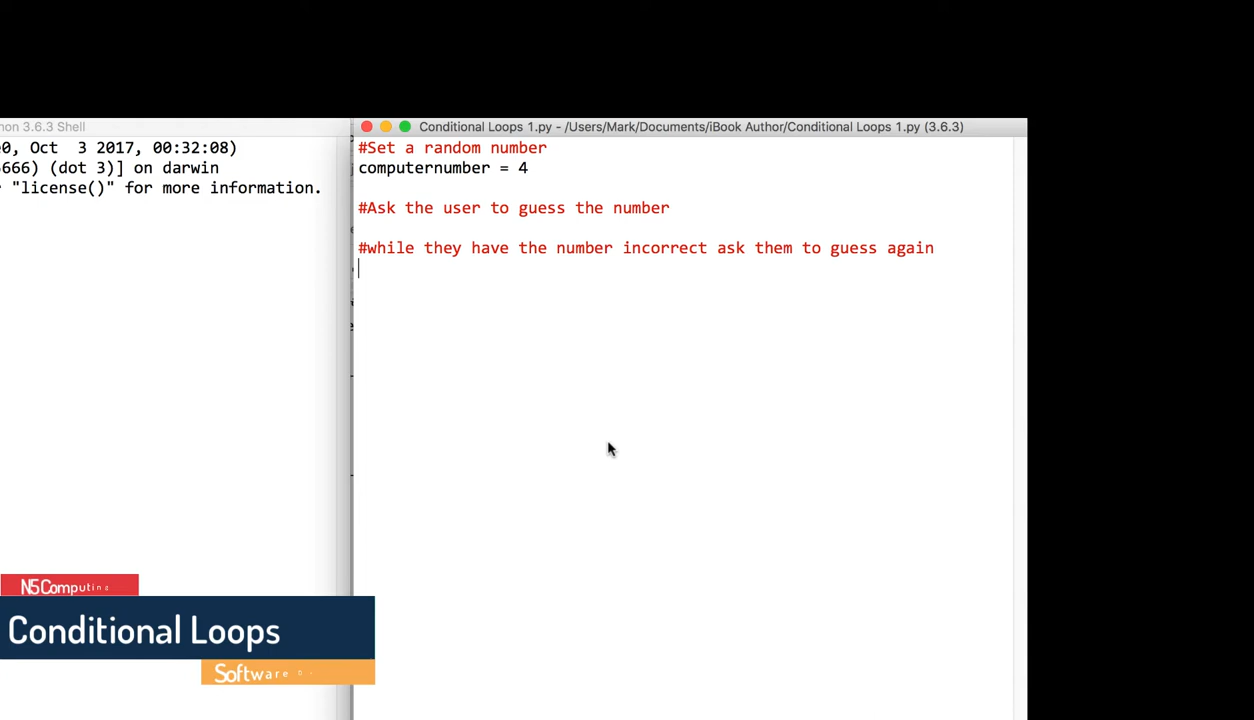 on 3.6.3 Shell
0, Oct 3 2017, 00:32:08)
666) (dot 3)] on darwin
"license()" for more information.
Conditional Loops 1.py - /Users/Mark/Documents/iBook Author/Conditional Loops 1.py (3.6.3)
#Set a random number
computernumber = 4
#Ask the user to guess the number
#while they have the number incorrect ask them to guess again
N5 Computing
Conditional Loops
Software